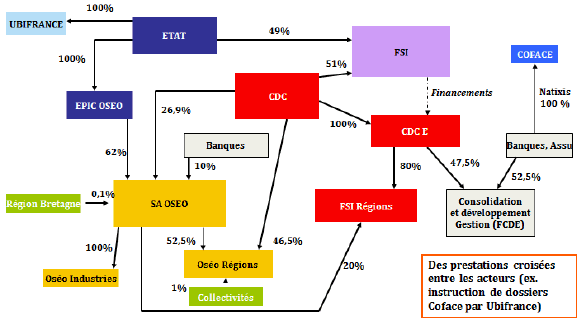 100%
UBIFRANCE
ETAT
49%
FSI
COFACE
100%
51%
Natixis
100 %
EPIC OSEO
26,9%
CDC
Financements
100%
CDC E
62%
Banques
10%
Banques, Assu
80%
47,5%
52,5%
0,1%
Région Bretagne
SA OSEO
FSI Régions
Consolidation
et développement
Gestion (FCDE)
100%
52,5%
46,5%
20%
Oséo Industries
Oséo Régions
1%
Collectivités
Des prestations croisées
entre les acteurs (ex.
instruction de dossiers
Coface par Ubifrance)